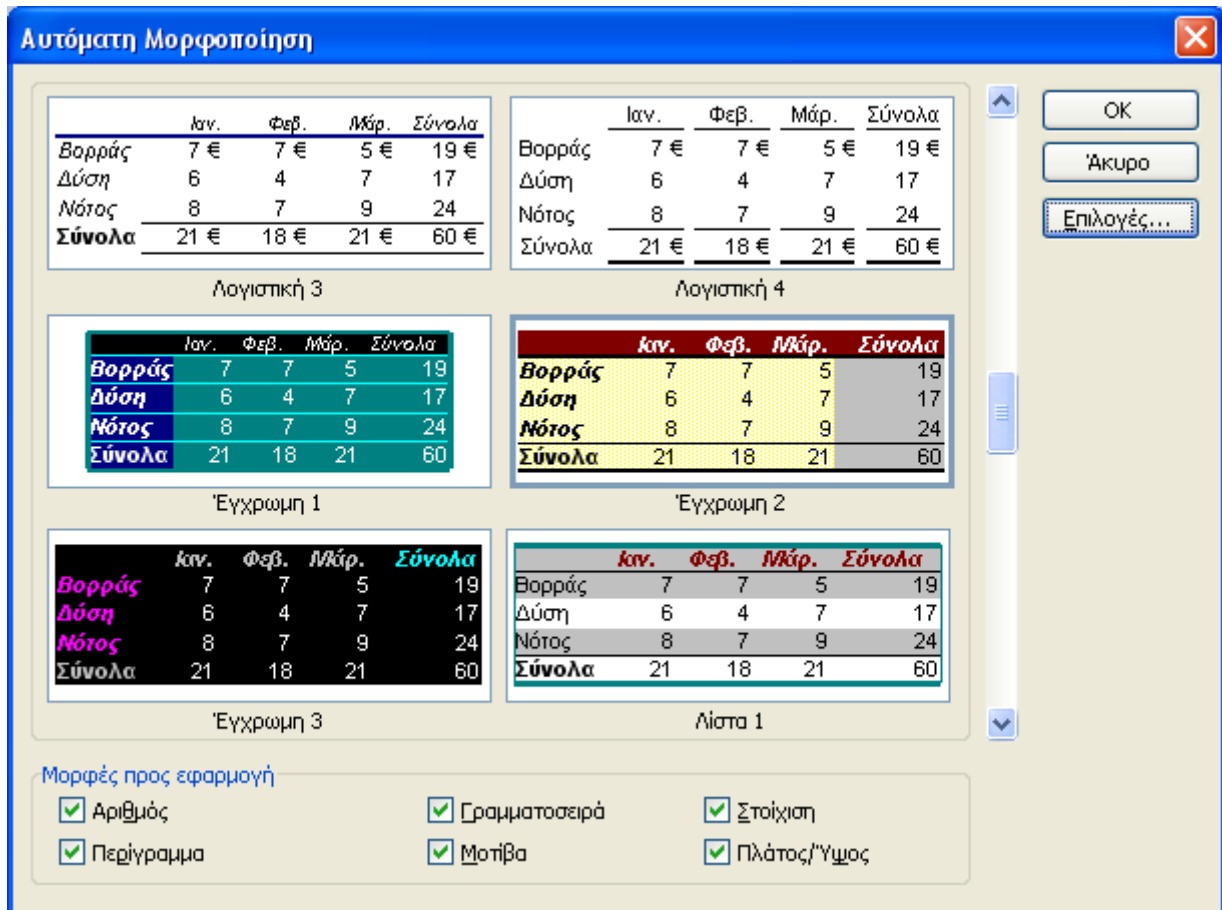 Αυτόματη Μορφοποίηση
Ιαν. Φεβ. Μάρ. Σύνολα
Βορράς 7 € 7 € 5 € 19 €
Δύση 6 4 7 17
Νότος 8 7 9 24
Σύνολα 21 € 18 € 21 € 60 €
Λογιστική 3
Ιαν. Φεβ. Μάρ. Σύνολα
Βορράς 7 € 7 € 5 € 19 €
Δύση 6 4 7 17
Νότος 8 7 9 24
Σύνολα 21 € 18 € 21 € 60 €
Λογιστική 4
Ιαν. Φεβ. Μάρ. Σύνολα
Βορράς 7 7 5 19
Δύση 6 4 7 17
Νότος 8 7 9 24
Σύνολα 21 18 21 60
Έγχρωμη 1
Ιαν. Φεβ. Μάρ. Σύνολα
Βορράς 7 7 5 19
Δύση 6 4 7 17
Νότος 8 7 9 24
Σύνολα 21 18 21 60
Έγχρωμη 2
Ιαν. Φεβ. Μάρ. Σύνολα
Βορράς 7 7 5 19
Δύση 6 4 7 17
Νότος 8 7 9 24
Σύνολα 21 18 21 60
Έγχρωμη 3
Ιαν. Φεβ. Μάρ. Σύνολα
Βορράς 7 7 5 19
Δύση 6 4 7 17
Νότος 8 7 9 24
Σύνολα 21 18 21 60
Λίστα 1
OK
Άκυρο
Επιλογές...
Μορφές προς εφαρμογή
Αριθμός Γραμματοσειρά Στοίχιση
Περίγραμμα Μοτίβα Πλάτος/Ύψος